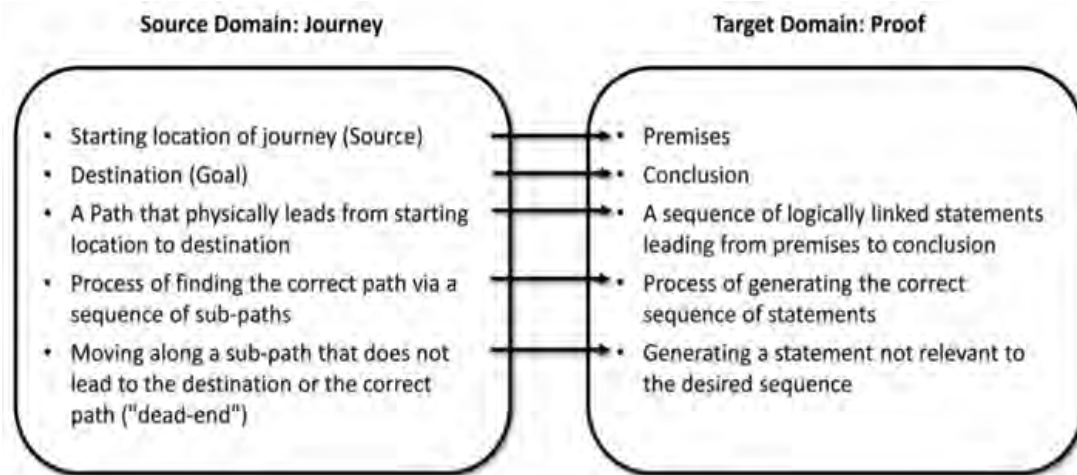 Source Domain: Journey
Target Domain: Proof
• Starting location of journey (Source)
• Destination (Goal)
• A Path that physically leads from starting
location to destination
• Process of finding the correct path via a
sequence of sub-paths
• Moving along a sub-path that does not
lead to the destination or the correct
path ("dead-end")
• Premises
• Conclusion
• A sequence of logically linked statements
leading from premises to conclusion
• Process of generating the correct
sequence of statements
• Generating a statement not relevant to
the desired sequence